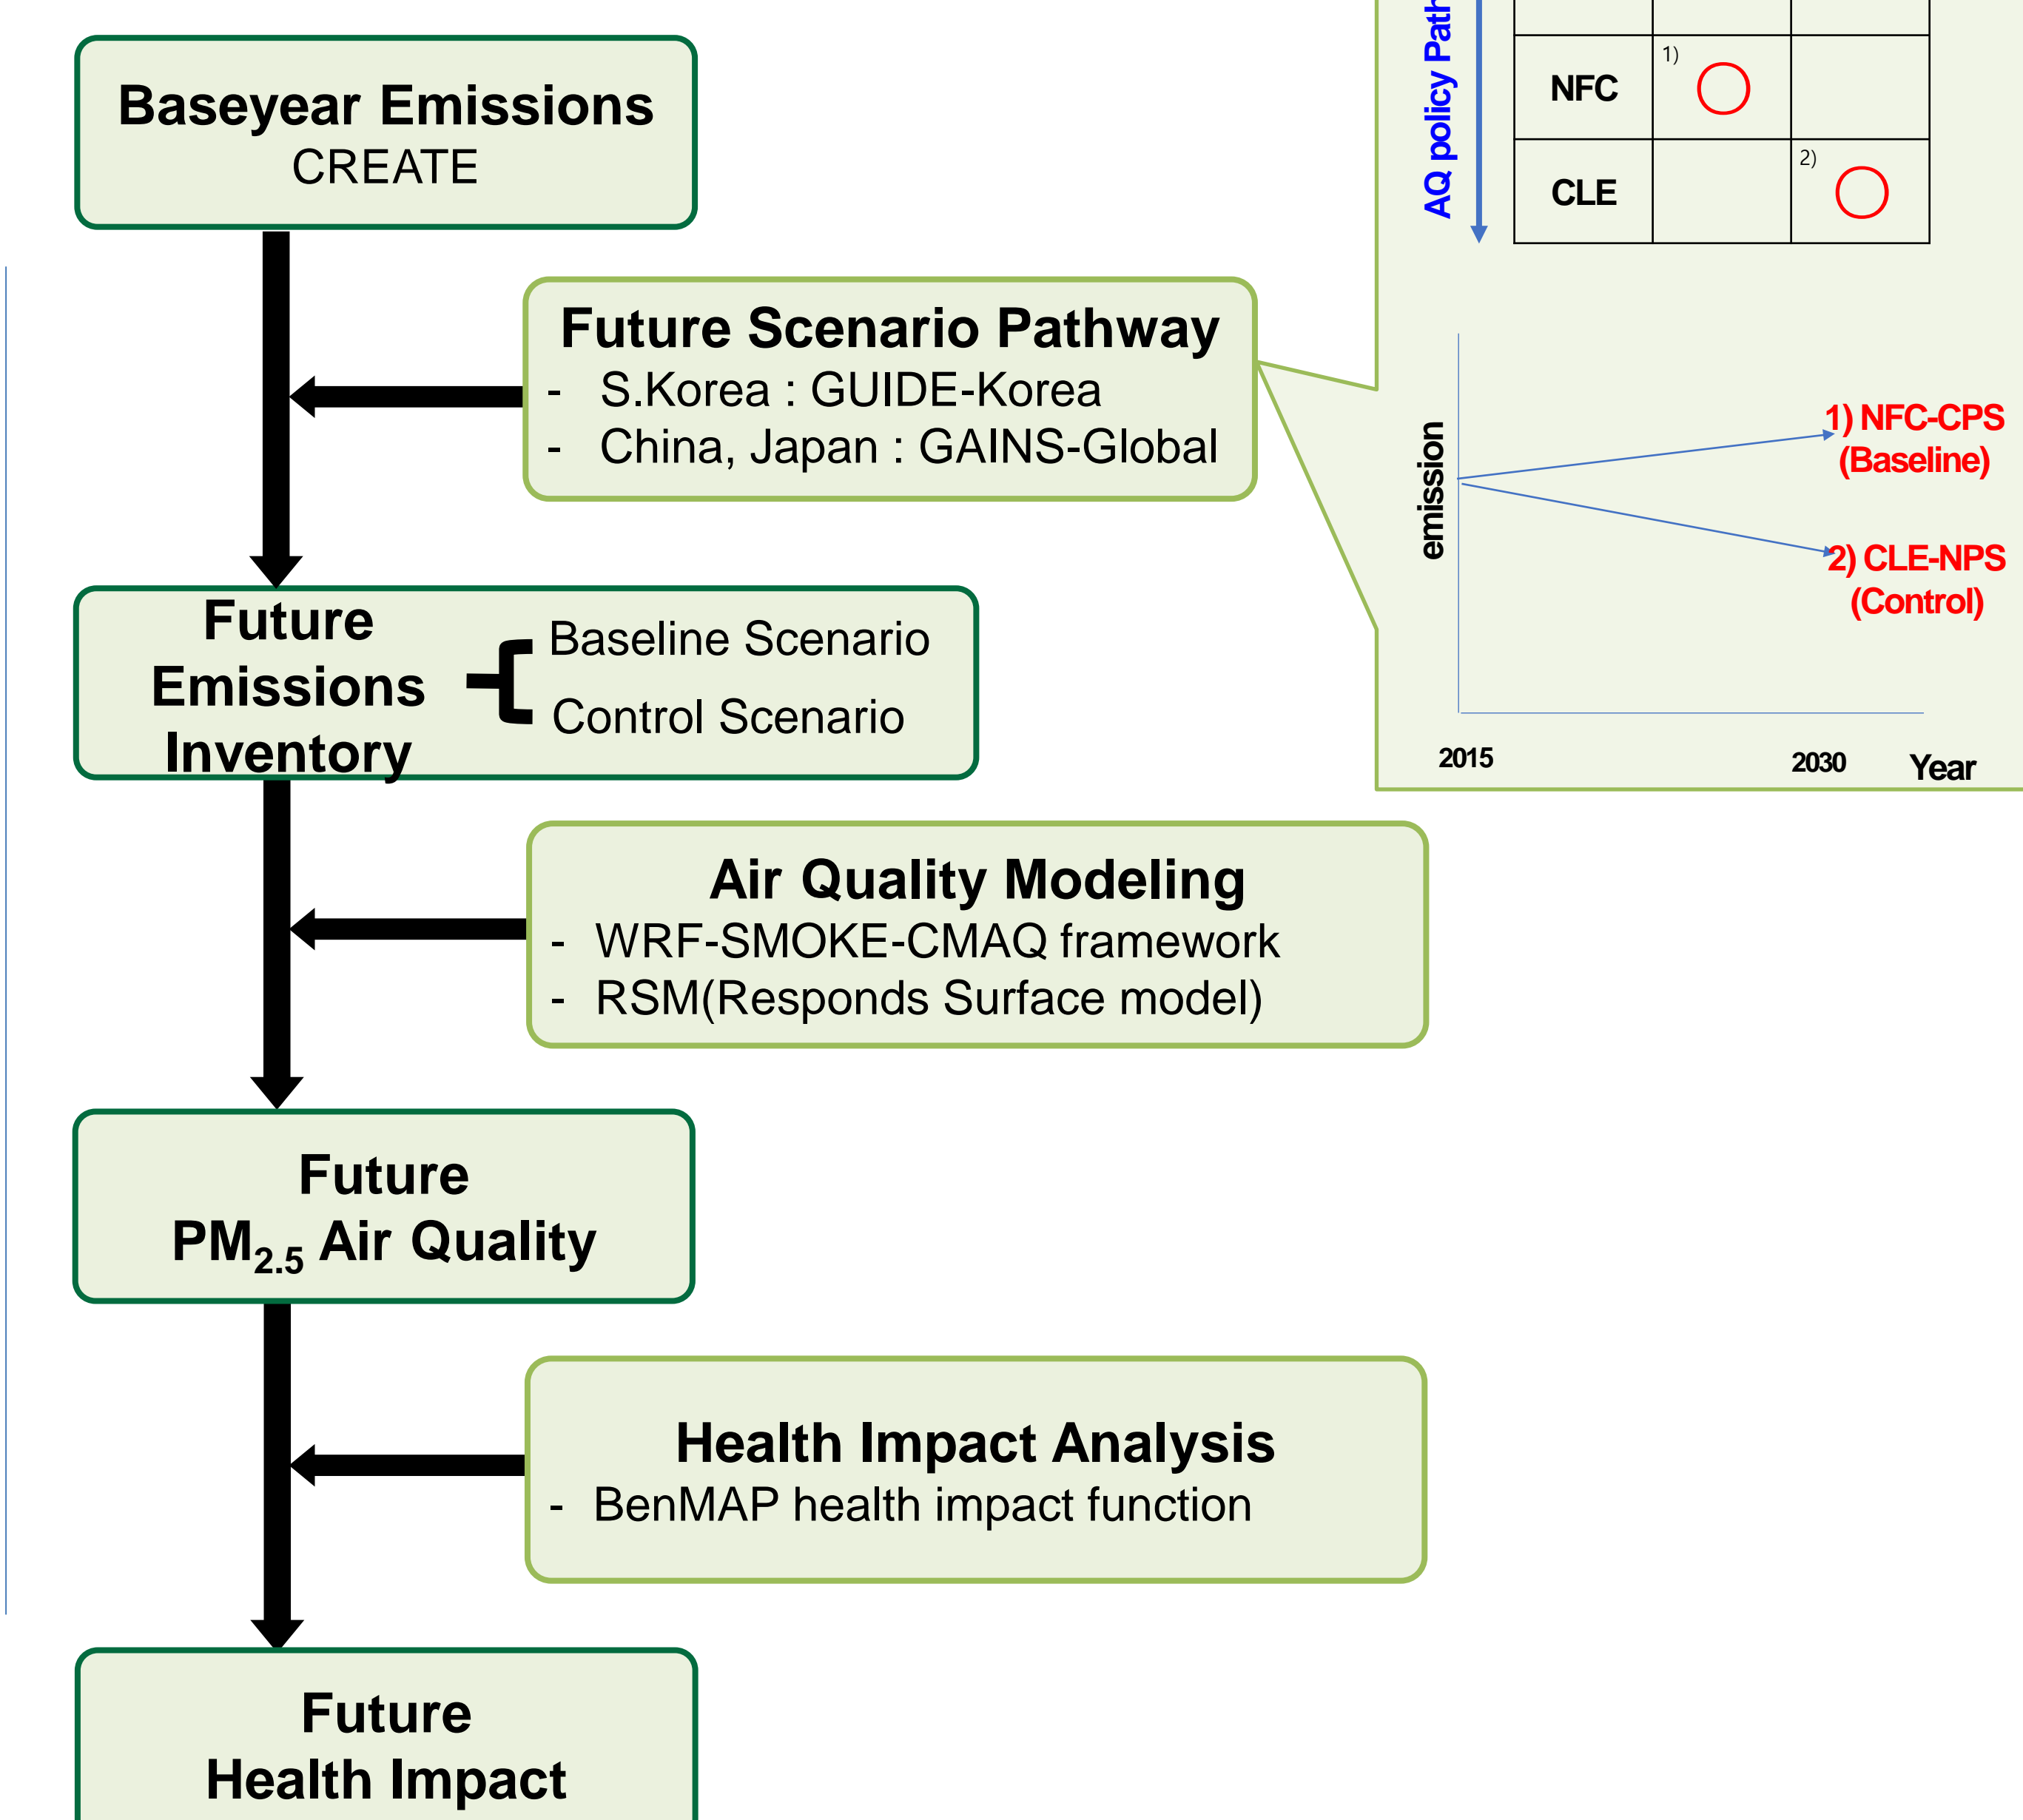 Baseyear Emissions
CREATE
Future Scenario Pathway
- S.Korea : GUIDE-Korea
- China, Japan : GAINS-Global
Future
Emissions
Inventory
Baseline Scenario
Control Scenario
Air Quality Modeling
- WRF-SMOKE-CMAQ framework
- RSM(Responds Surface model)
Future
PM2.5 Air Quality
Health Impact Analysis
- BenMAP health impact function
Future
Health Impact
AQ policy
NFC
1)
CLE
2)
emission
1) NFC-CPS
(Baseline)
2) CLE-NPS
(Control)
2015
2030
Year